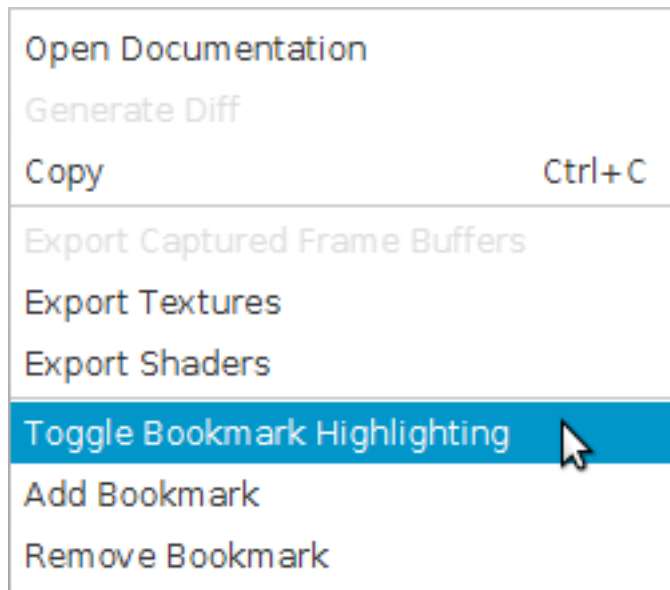 Open Documentation
Generate Diff
Copy Ctrl+C
Export Captured Frame Buffers
Export Textures
Export Shaders
Toggle Bookmark Highlighting
Add Bookmark
Remove Bookmark